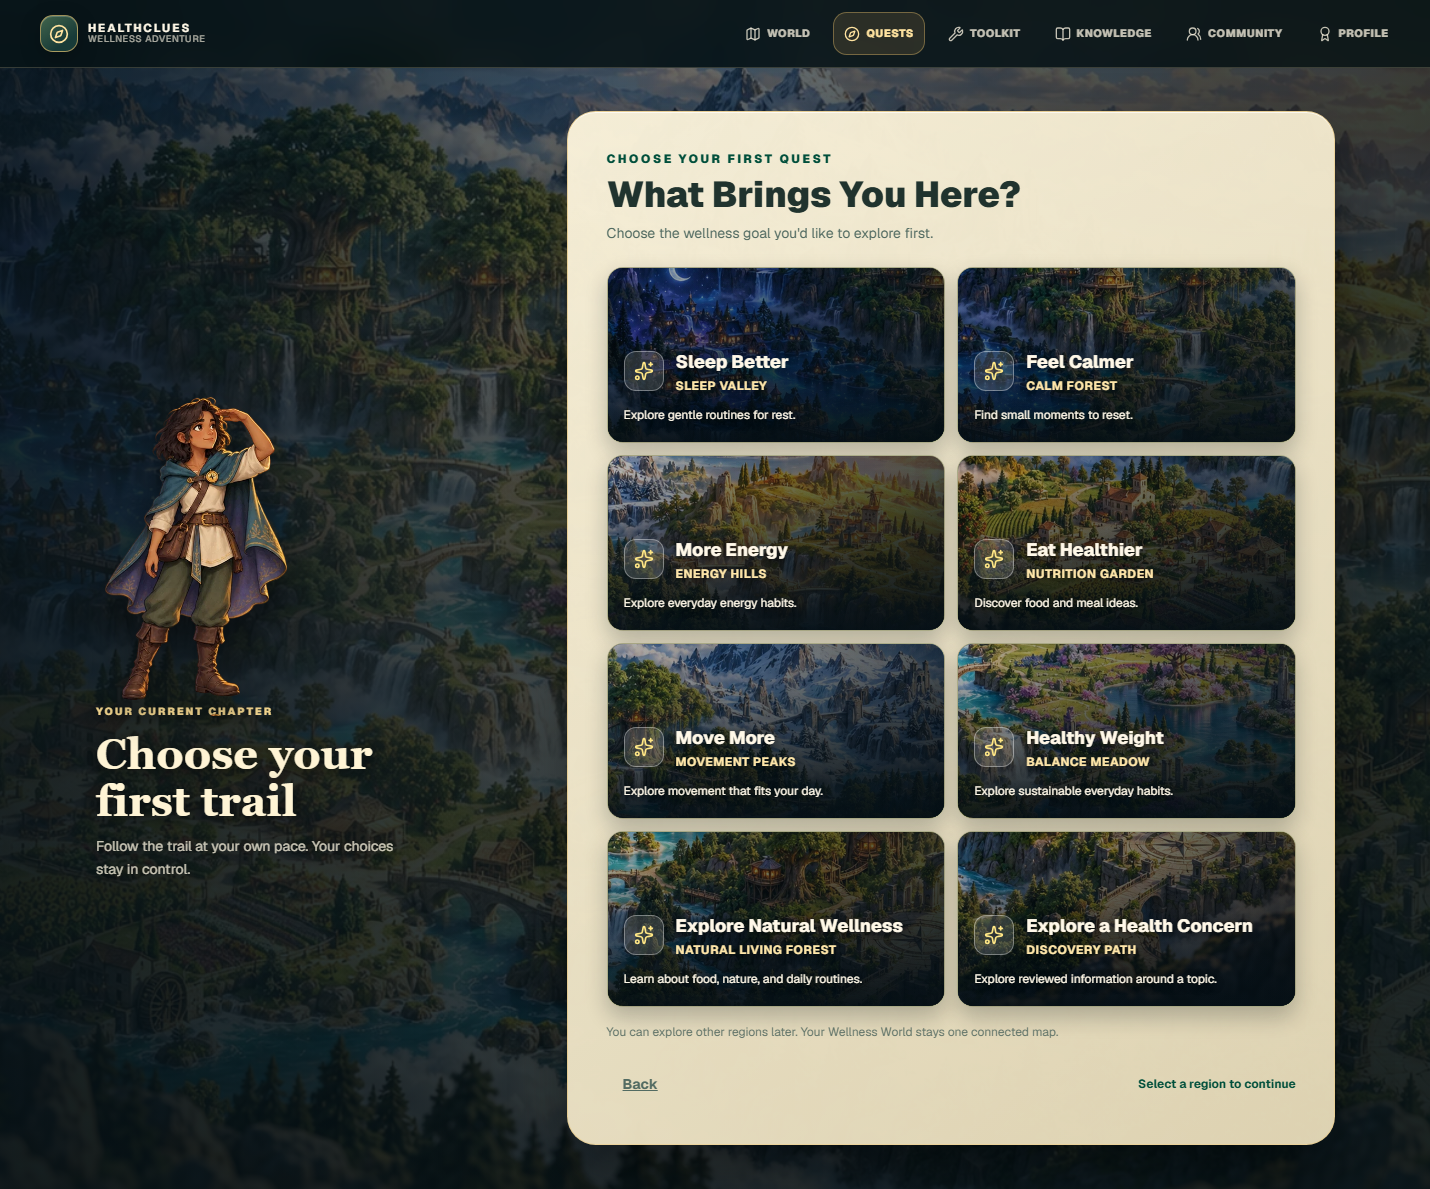 HEALTHCLUES
WELLNESS ADVENTURE
WORLD
QUESTS
TOOLKIT
KNOWLEDGE
COMMUNITY
PROFILE
YOUR CURRENT CHAPTER
Choose your
first trail
Follow the trail at your own pace. Your choices
stay in control.
CHOOSE YOUR FIRST QUEST
What Brings You Here?
Choose the wellness goal you'd like to explore first.
Sleep Better
SLEEP VALLEY
Explore gentle routines for rest.
Feel Calmer
CALM FOREST
Find small moments to reset.
More Energy
ENERGY HILLS
Explore everyday energy habits.
Eat Healthier
NUTRITION GARDEN
Discover food and meal ideas.
Move More
MOVEMENT PEAKS
Explore movement that fits your day.
Healthy Weight
BALANCE MEADOW
Explore sustainable everyday habits.
Explore Natural Wellness
NATURAL LIVING FOREST
Learn about food, nature, and daily routines.
Explore a Health Concern
DISCOVERY PATH
Explore reviewed information around a topic.
You can explore other regions later. Your Wellness World stays one connected map.
Back
Select a region to continue